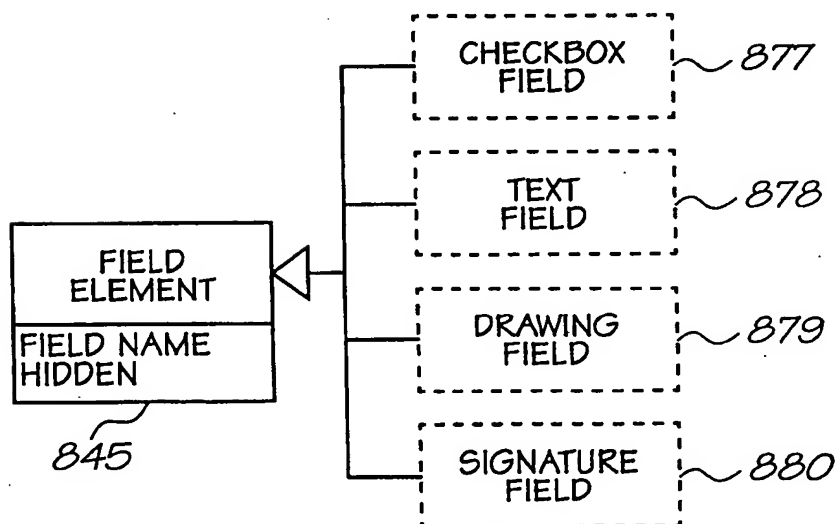 CHECKBOX
FIELD
877
TEXT
FIELD
878
FIELD
ELEMENT
FIELD NAME
HIDDEN
845
DRAWING
FIELD
879
SIGNATURE
FIELD
880